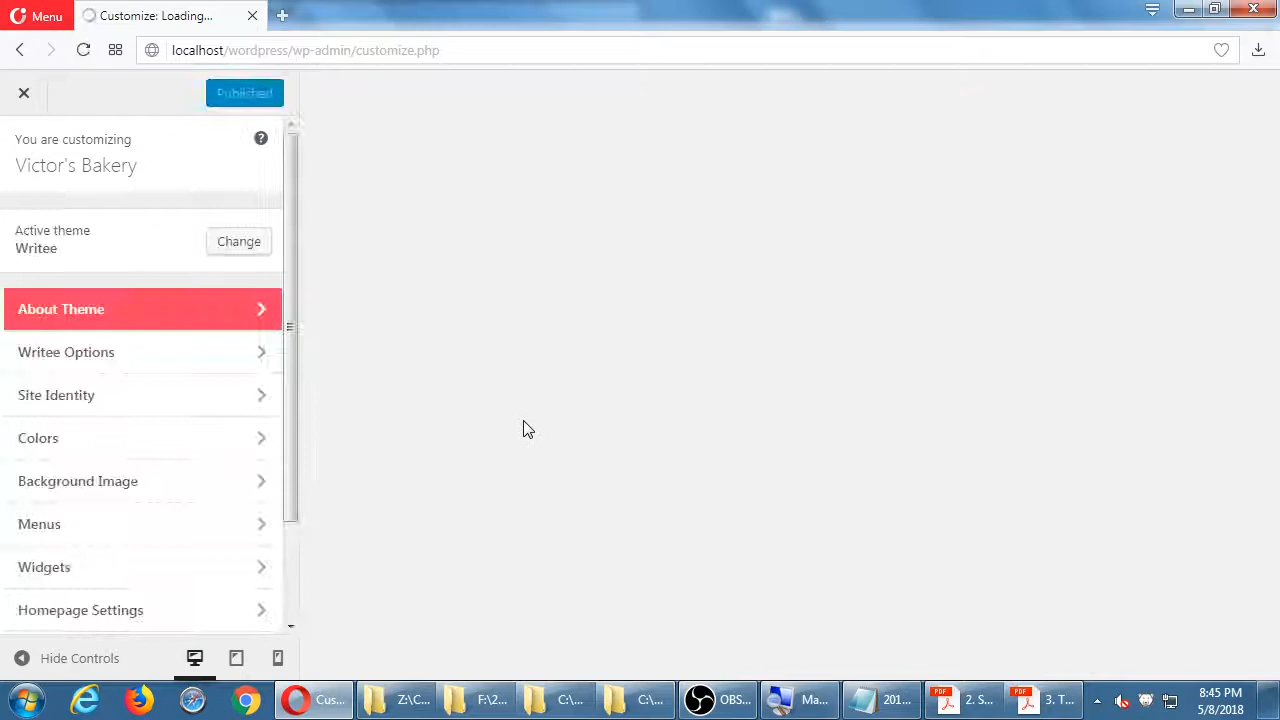 Menu
Customize: Loading...
localhost/wordpress/wp-admin/customize.php
Published
You are customizing
Victor's Bakery
Active theme
Writee
Change
About Theme
Writee Options
Site Identity
Colors
Background Image
Menus
Widgets
Homepage Settings
Hide Controls
Cus...
Z:\C...
F:\2...
C:\...
C:\...
OBS...
Ma...
201...
PDF
2. S...
PDF
3. T...
8:45 PM
5/8/2018